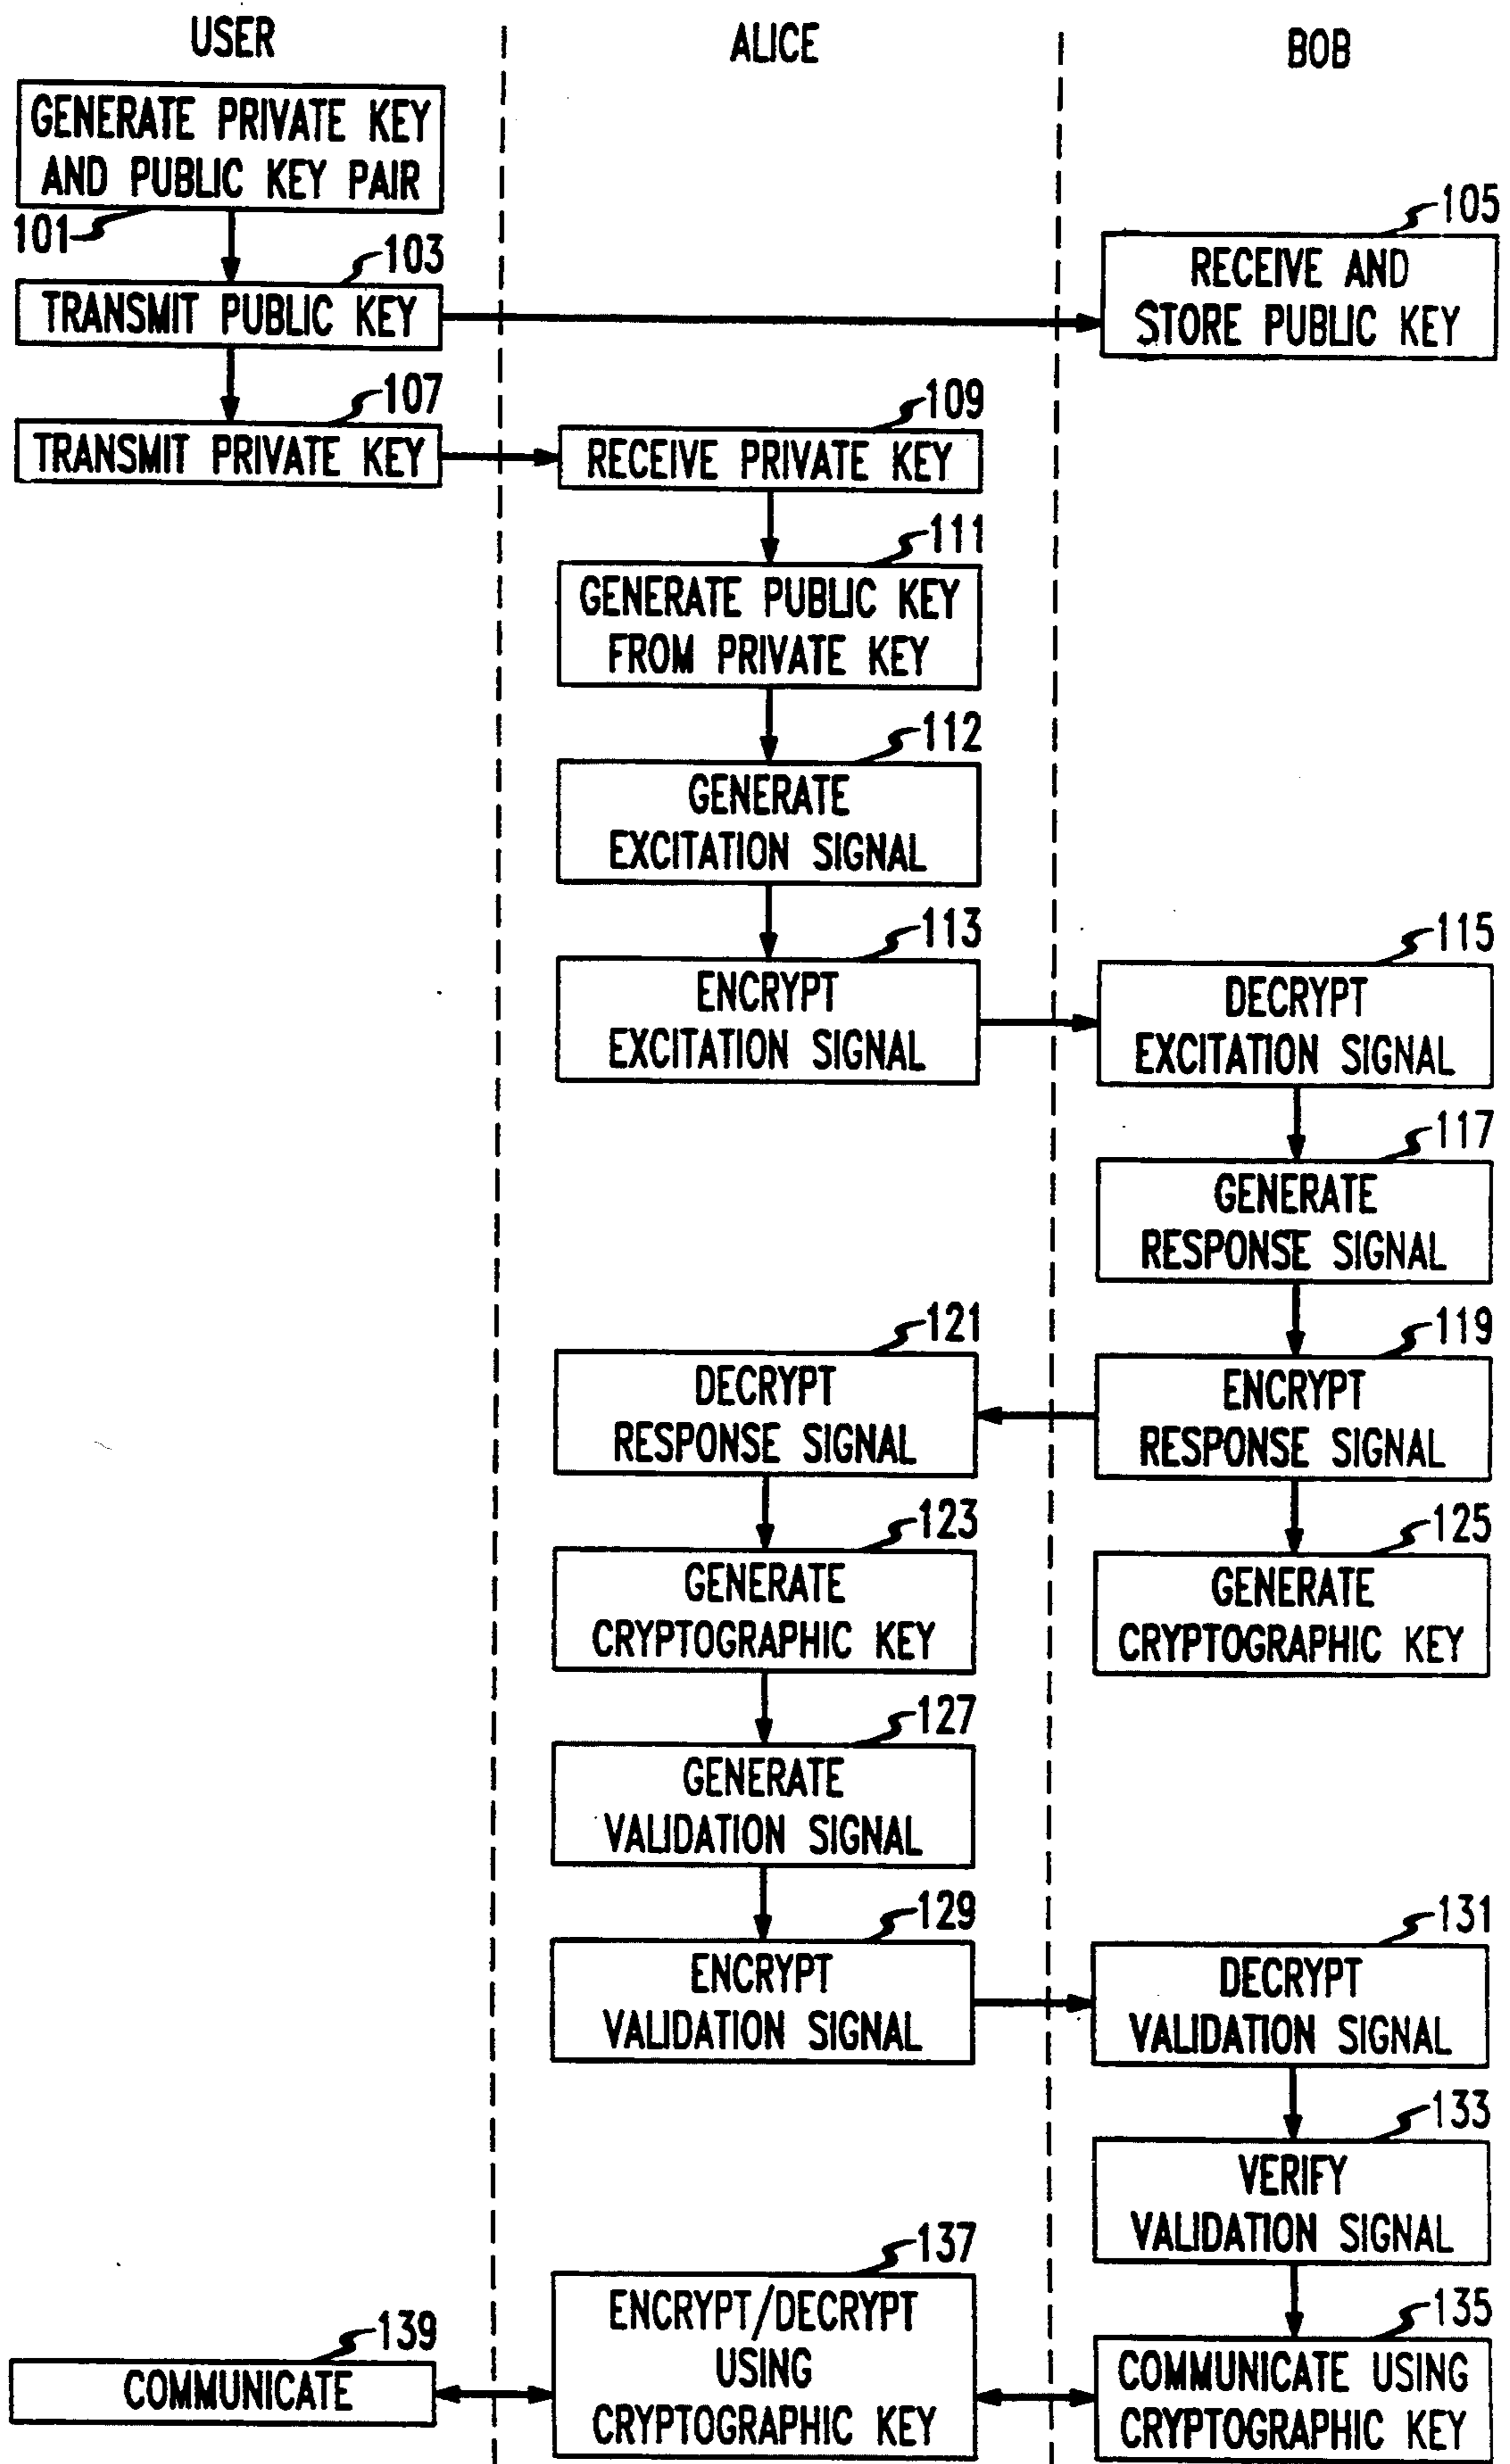 USER
ALICE
BOB
GENERATE PRIVATE KEY
AND PUBLIC KEY PAIR
101
103
TRANSMIT PUBLIC KEY
105
RECEIVE AND
STORE PUBLIC KEY
107
TRANSMIT PRIVATE KEY
109
RECEIVE PRIVATE KEY
111
GENERATE PUBLIC KEY
FROM PRIVATE KEY
112
GENERATE
EXCITATION SIGNAL
113
ENCRYPT
EXCITATION SIGNAL
115
DECRYPT
EXCITATION SIGNAL
117
GENERATE
RESPONSE SIGNAL
119
ENCRYPT
RESPONSE SIGNAL
121
DECRYPT
RESPONSE SIGNAL
123
GENERATE
CRYPTOGRAPHIC KEY
125
GENERATE
CRYPTOGRAPHIC KEY
127
GENERATE
VALIDATION SIGNAL
129
ENCRYPT
VALIDATION SIGNAL
131
DECRYPT
VALIDATION SIGNAL
133
VERIFY
VALIDATION SIGNAL
135
COMMUNICATE USING
CRYPTOGRAPHIC KEY
137
ENCRYPT/DECRYPT
USING
CRYPTOGRAPHIC KEY
139
COMMUNICATE